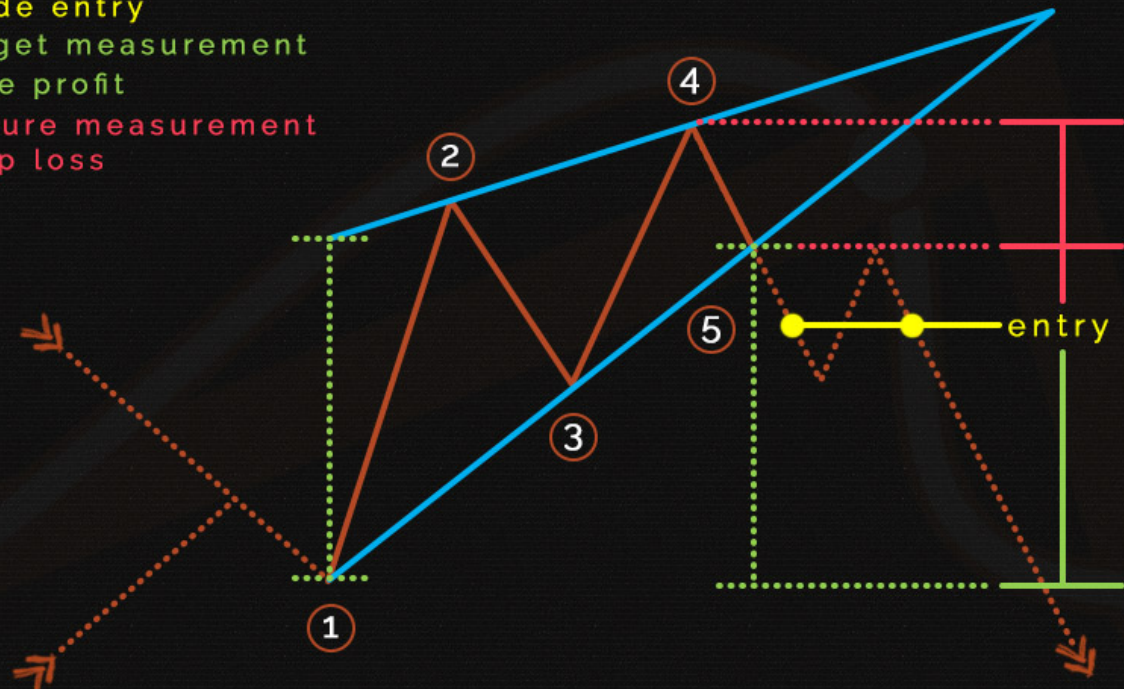 de entry
get measurement
e profit
ure measurement
p loss
4
2
5
entry
3
1